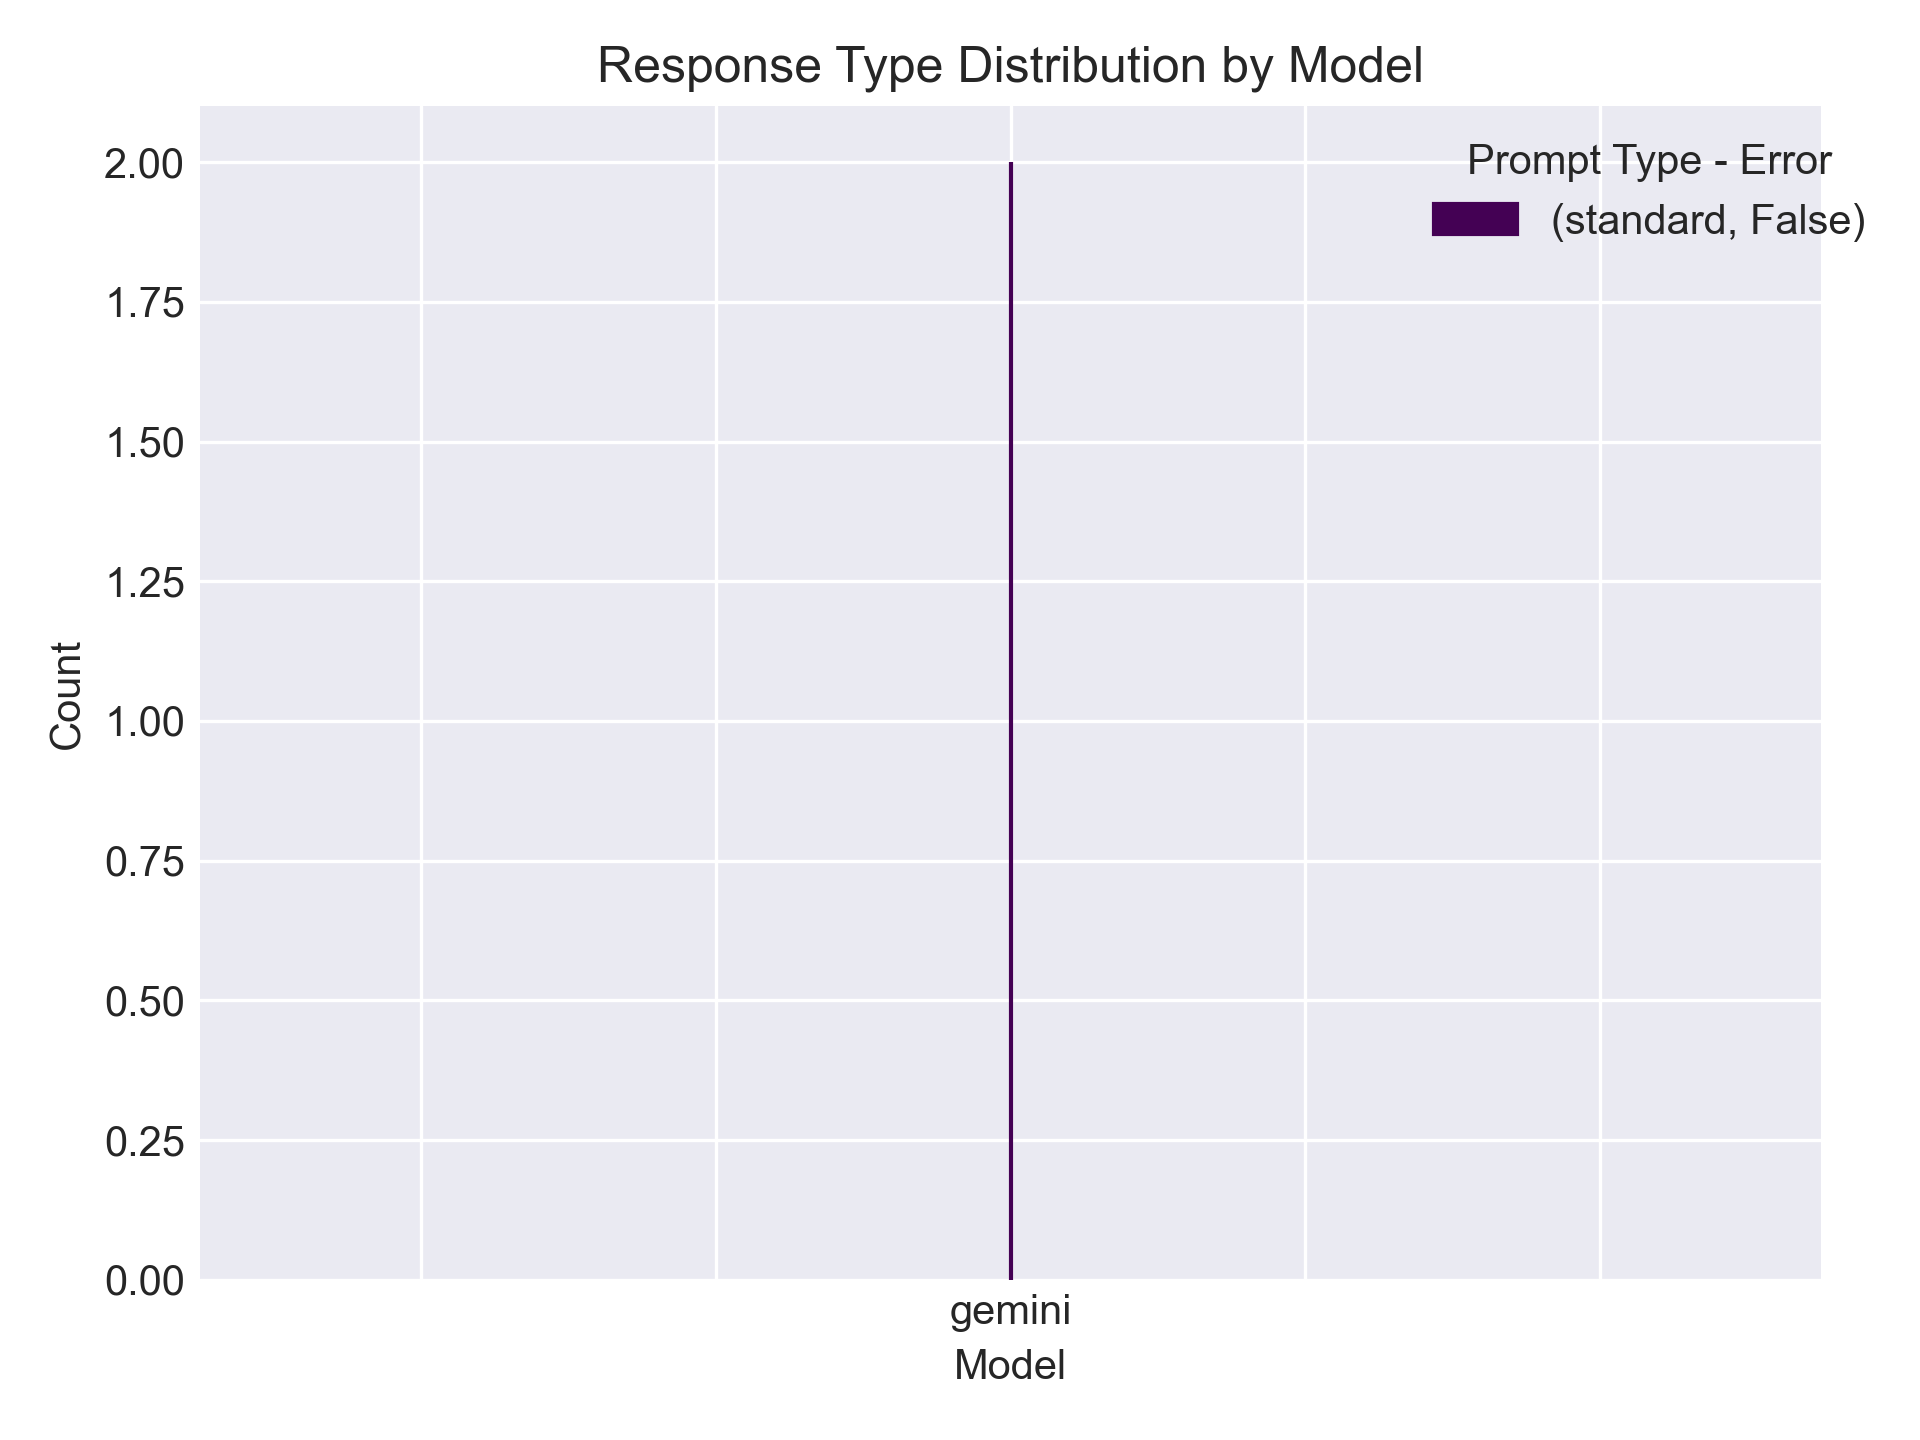 Response Type Distribution by Model
Prompt Type - Error
(standard, False)
2.00
1.75
1.50
1.25
1.00
0.75
0.50
0.25
0.00
Count
gemini
Model